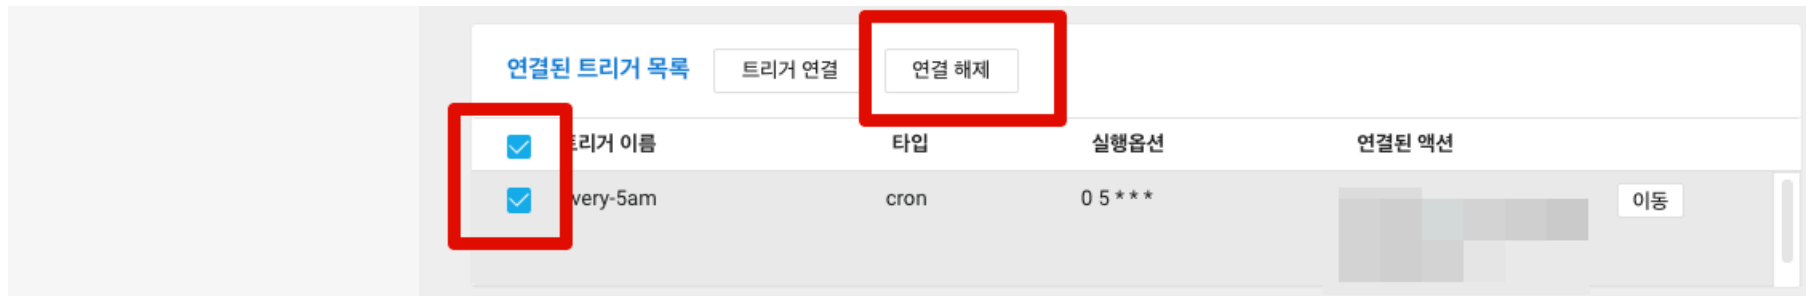 연결된 트리거 목록 트리거 연결 연결 해제
리거 이름 타입 실행옵션 연결된 액션
very-5am cron 0 5 * * * 이동